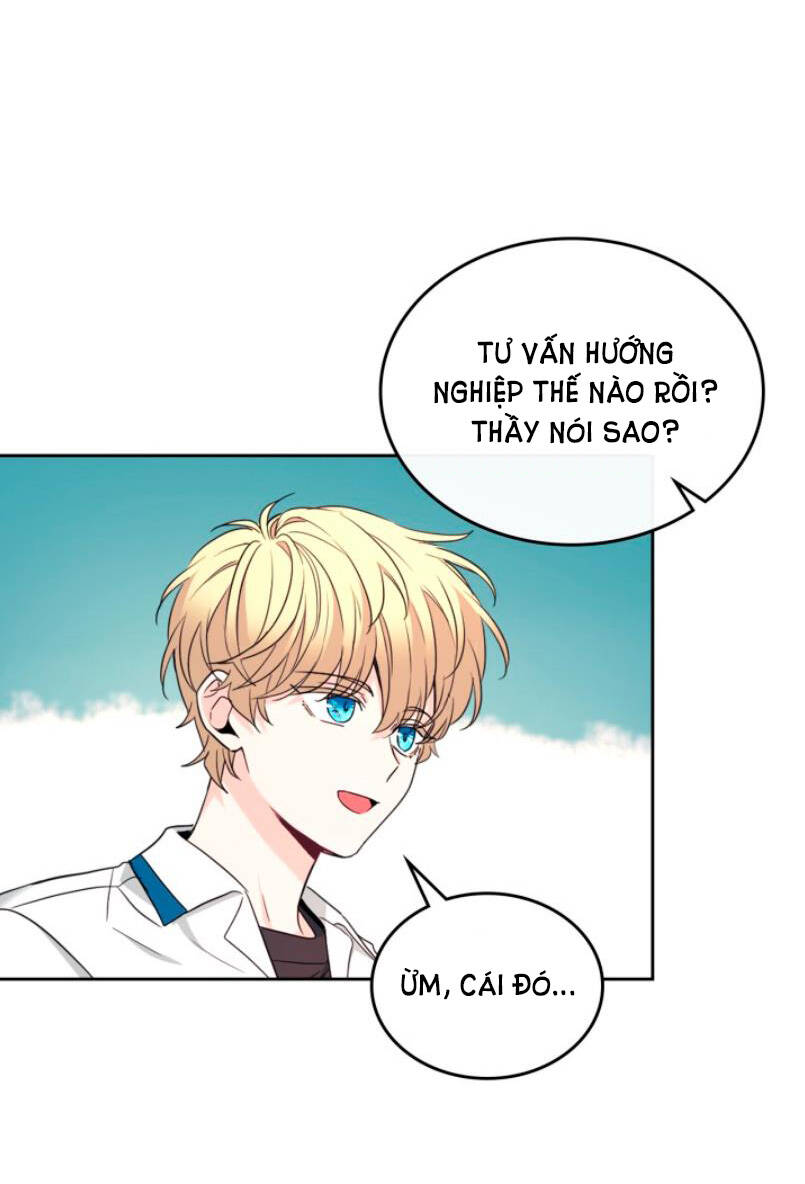 TƯ VẤN HƯỚNG
NGHIỆP THẾ NÀO RỒI?
THẦY NÓI SAO?
ỪM, CÁI ĐÓ...